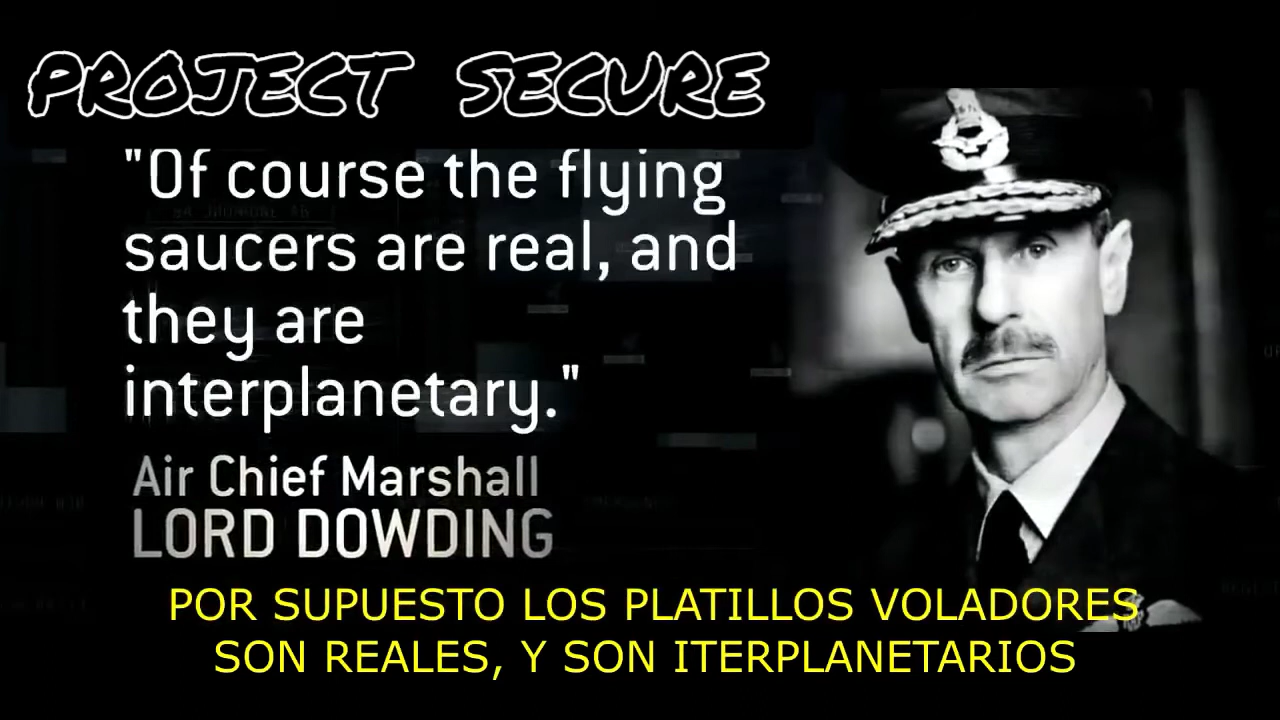 PROJECT SECURE
"Of course the flying
saucers are real, and
they are
interplanetary."
Air Chief Marshall
LORD DOWDING
POR SUPUESTO LOS PLATILLOS VOLADORES
SON REALES, Y SON ITERPLANETARIOS